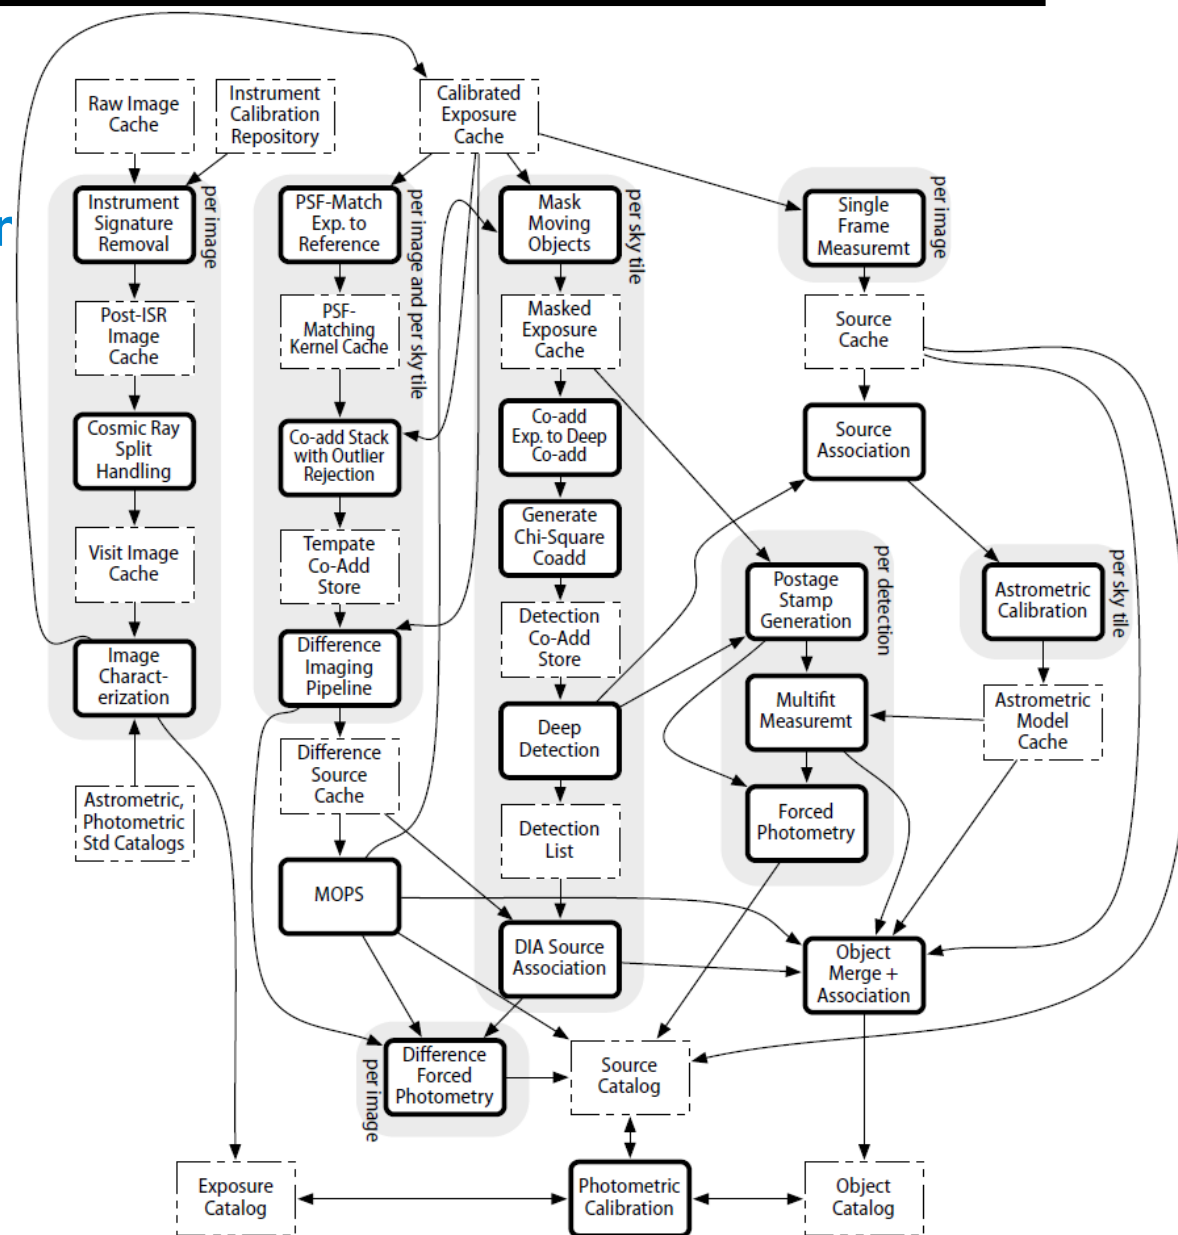 r
Raw Image
Cache
Instrument
Calibration
Repository
Calibrated
Exposure
Cache
Instrument
Signature
Removal
per image
PSF-Match
Exp. to
Reference
per image and per sky tile
Mask
Moving
Objects
per sky tile
Single
Frame
Measuremt
per image
Post-ISR
Image
Cache
PSF-
Matching
Kernel Cache
Masked
Exposure
Cache
Source
Cache
Cosmic Ray
Split
Handling
Co-add Stack
with Outlier
Rejection
Co-add
Exp. to Deep
Co-add
Source
Association
Generate
Chi-Square
Coadd
Visit Image
Cache
Tempate
Co-Add
Store
Postage
Stamp
Generation
per detection
Astrometric
Calibration
per sky tile
Detection
Co-Add
Store
Image
Charact-
erization
Difference
Imaging
Pipeline
Deep
Detection
Multifit
Measuremt
Astrometric
Model
Cache
Difference
Source
Cache
Astrometric,
Photometric
Std Catalogs
Detection
List
Forced
Photometry
MOPS
DIA Source
Association
Object
Merge +
Association
Difference
Forced
Photometry
per image
Source
Catalog
Exposure
Catalog
Photometric
Calibration
Object
Catalog